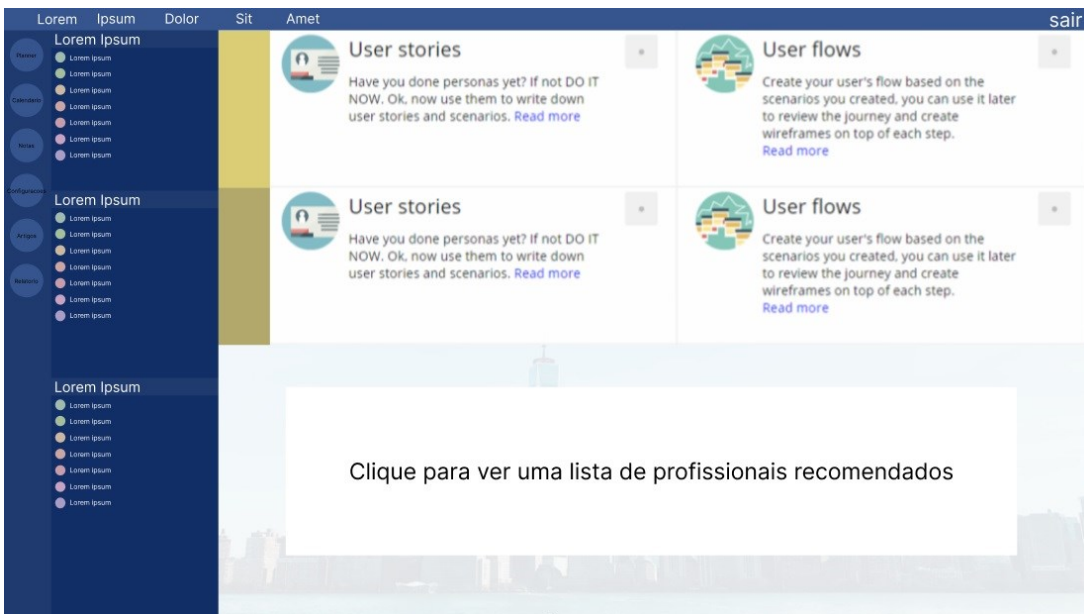 Lorem Ipsum Dolor Sit Amet sair
Planner
Calendario
Notas
Configuracoes
Artigos
Relatorio
Lorem Ipsum
Lorem ipsum
Lorem ipsum
Lorem ipsum
Lorem ipsum
Lorem ipsum
Lorem ipsum
Lorem ipsum
Lorem Ipsum
Lorem ipsum
Lorem ipsum
Lorem ipsum
Lorem ipsum
Lorem ipsum
Lorem ipsum
Lorem ipsum
Lorem Ipsum
Lorem ipsum
Lorem ipsum
Lorem ipsum
Lorem ipsum
Lorem ipsum
Lorem ipsum
Lorem ipsum
User stories
Have you done personas yet? If not DO IT
NOW. Ok, now use them to write down
user stories and scenarios. Read more
User flows
Create your user's flow based on the
scenarios you created, you can use it later
to review the journey and create
wireframes on top of each step.
Read more
User stories
Have you done personas yet? If not DO IT
NOW. Ok, now use them to write down
user stories and scenarios. Read more
User flows
Create your user's flow based on the
scenarios you created, you can use it later
to review the journey and create
wireframes on top of each step.
Read more
Clique para ver uma lista de profissionais recomendados